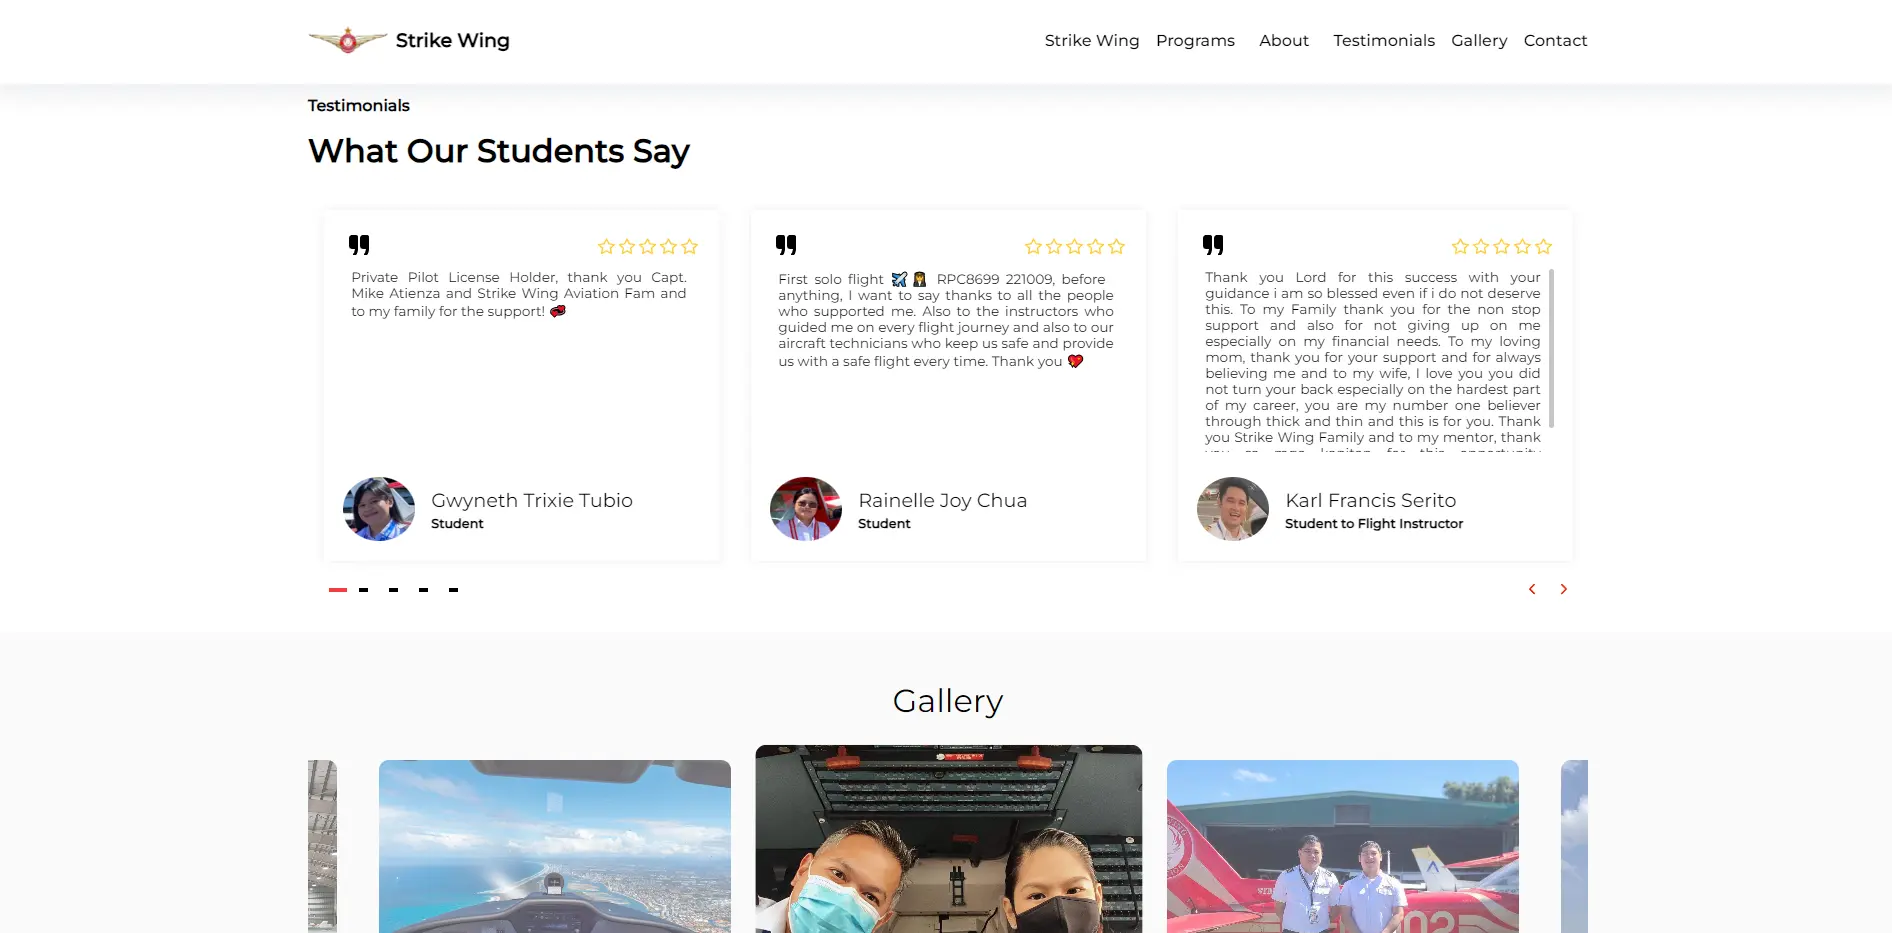 Strike Wing
Strike Wing Programs About Testimonials Gallery Contact
Testimonials
What Our Students Say
Private Pilot License Holder, thank you Capt.
Mike Atienza and Strike Wing Aviation Fam and
to my family for the support!
Gwyneth Trixie Tubio
Student
First solo flight ✈️👩‍✈️ RPC8699 221009, before
anything, I want to say thanks to all the people
who supported me. Also to the instructors who
guided me on every flight journey and also to our
aircraft technicians who keep us safe and provide
us with a safe flight every time. Thank you 💖
Rainelle Joy Chua
Student
Thank you Lord for this success with your
guidance i am so blessed even if i do not deserve
this. To my Family thank you for the non stop
support and also for not giving up on me
especially on my financial needs. To my loving
mom, thank you for your support and for always
believing me and to my wife, I love you you did
not turn your back especially on the hardest part
of my career, you are my number one believer
through thick and thin and this is for you. Thank
you Strike Wing Family and to my mentor, thank
Karl Francis Serito
Student to Flight Instructor
Gallery